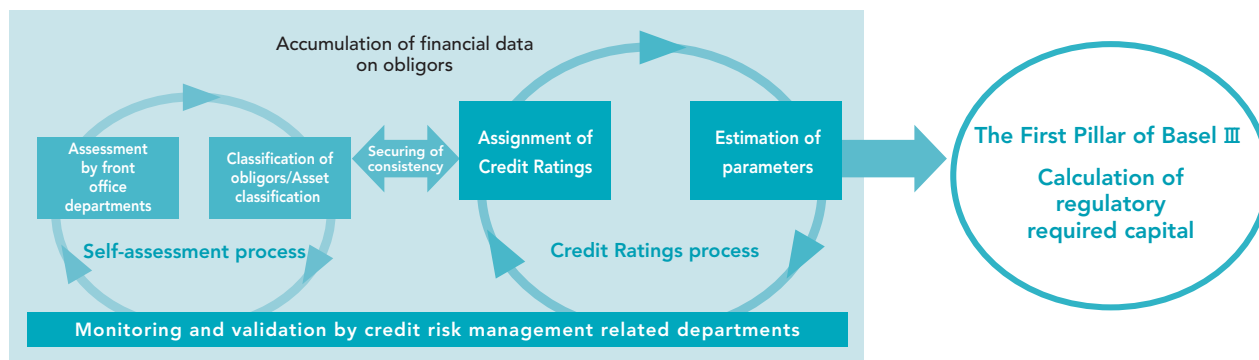 Accumulation of financial data
on obligors
Assessment
by front
office
departments
Classification of
obligors/Asset
classification
Securing of
consistency
Assignment of
Credit Ratings
Estimation of
parameters
Self-assessment process
Credit Ratings process
Monitoring and validation by credit risk management related departments
The First Pillar of Basel Ⅲ
Calculation of
regulatory
required capital